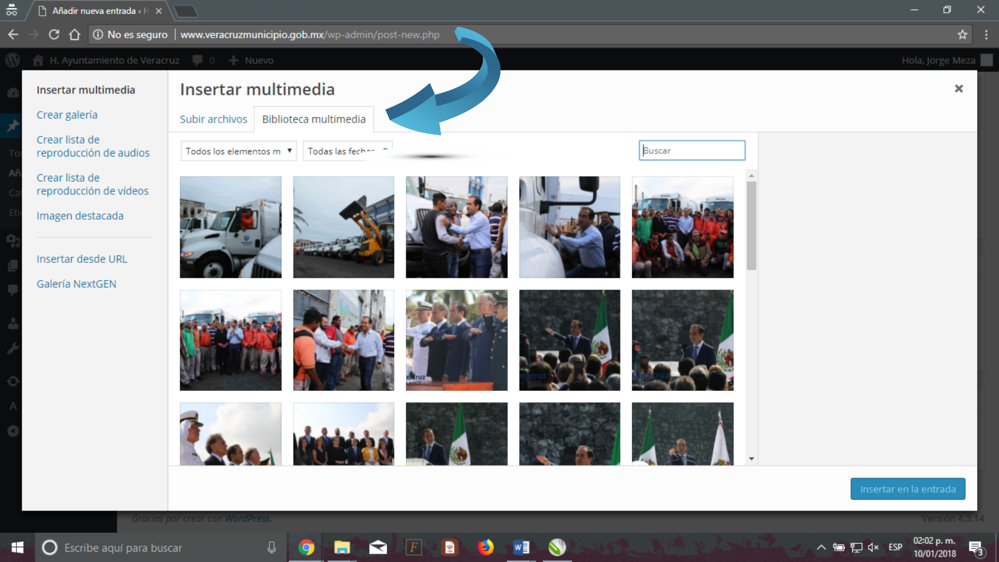 Añadir nueva entrada ‹ H
No es seguro
www.veracruzmunicipio.gob.mx/wp-admin/post-new.php
H. Ayuntamiento de Veracruz
0
Nuevo
Hola, Jorge Meza
Insertar multimedia
Crear galería
Crear lista de
reproducción de audios
Crear lista de
reproducción de vídeos
Imagen destacada
Insertar desde URL
Galería NextGEN
Insertar multimedia
Subir archivos
Biblioteca multimedia
Todos los elementos m
Todas las fechas
Buscar
Insertar en la entrada
Gracias por crear con WordPress.
Versión 4.3.14
Escribe aquí para buscar
ESP
02:02 p. m.
10/01/2018
3